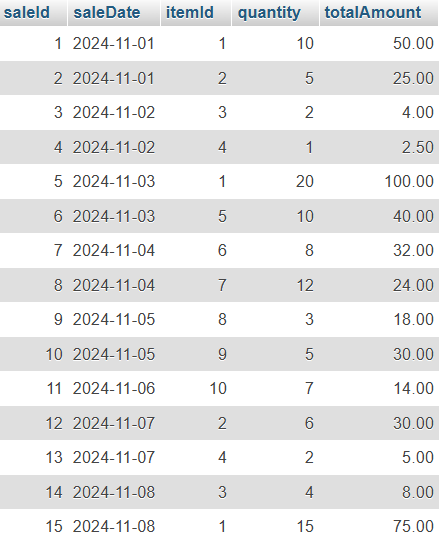 saleId saleDate itemId quantity totalAmount
1 2024-11-01 1 10 50.00
2 2024-11-01 2 5 25.00
3 2024-11-02 3 2 4.00
4 2024-11-02 4 1 2.50
5 2024-11-03 1 20 100.00
6 2024-11-03 5 10 40.00
7 2024-11-04 6 8 32.00
8 2024-11-04 7 12 24.00
9 2024-11-05 8 3 18.00
10 2024-11-05 9 5 30.00
11 2024-11-06 10 7 14.00
12 2024-11-07 2 6 30.00
13 2024-11-07 4 2 5.00
14 2024-11-08 3 4 8.00
15 2024-11-08 1 15 75.00